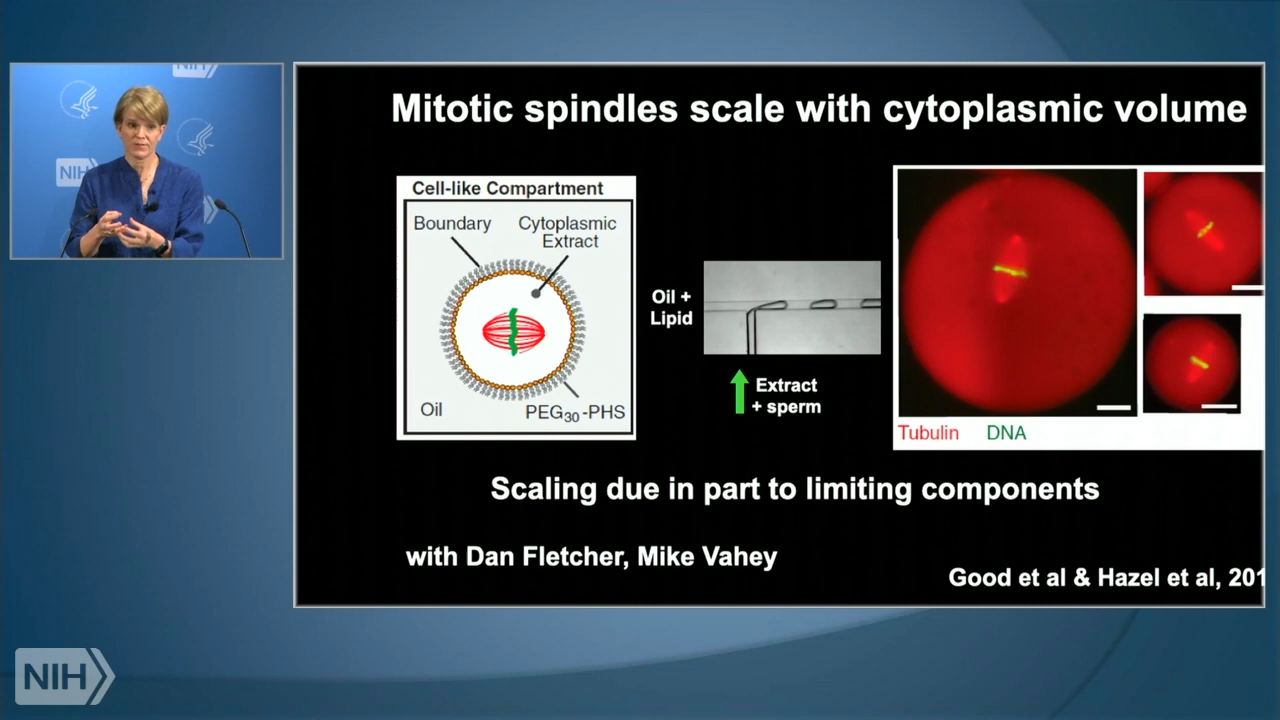 NIH
NIH
Mitotic spindles scale with cytoplasmic volume
Cell-like Compartment
Boundary
Cytoplasmic
Extract
Oil
PEG30-PHS
Oil +
Lipid
Extract
+ sperm
Tubulin DNA
Scaling due in part to limiting components
with Dan Fletcher, Mike Vahey
Good et al & Hazel et al, 201
NIH